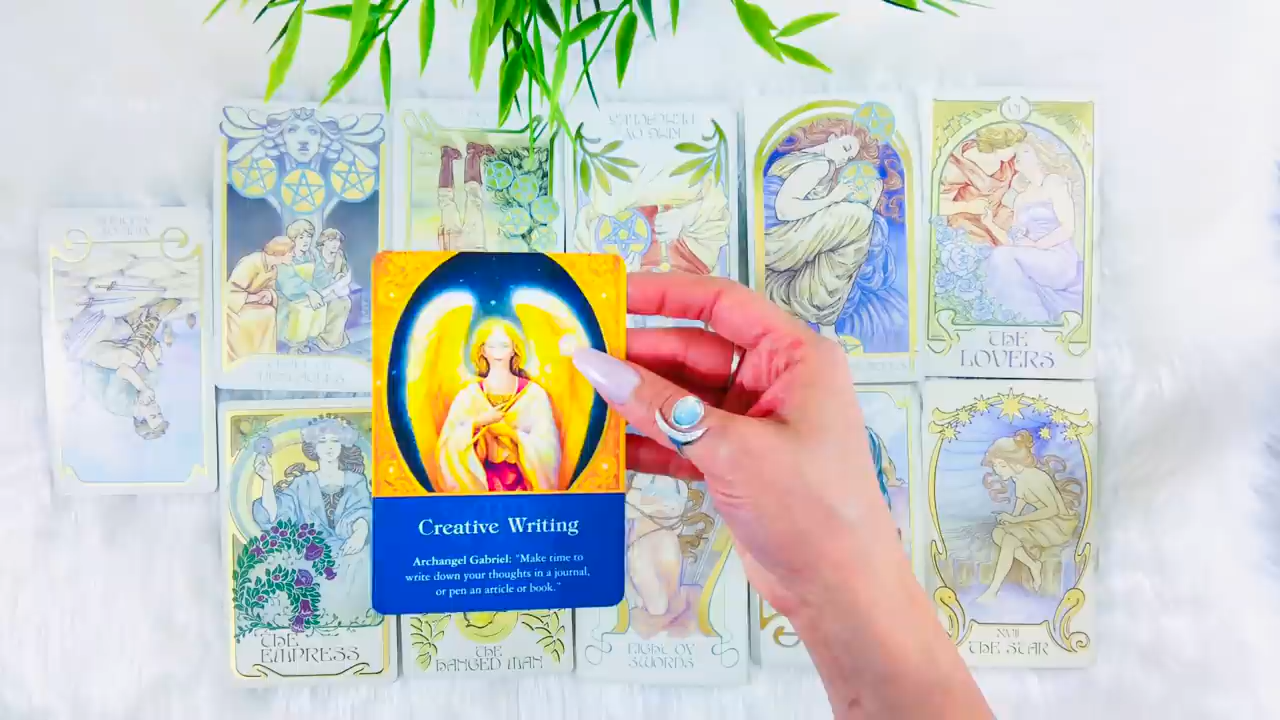 VI
THE
LOVERS
Creative Writing
Archangel Gabriel: "Make time to
write down your thoughts in a journal,
or pen an article or book."
THE
EMPRESS
THE
HANGED MAN
EIGHT OF
SWORDS
XVII
THE STAR